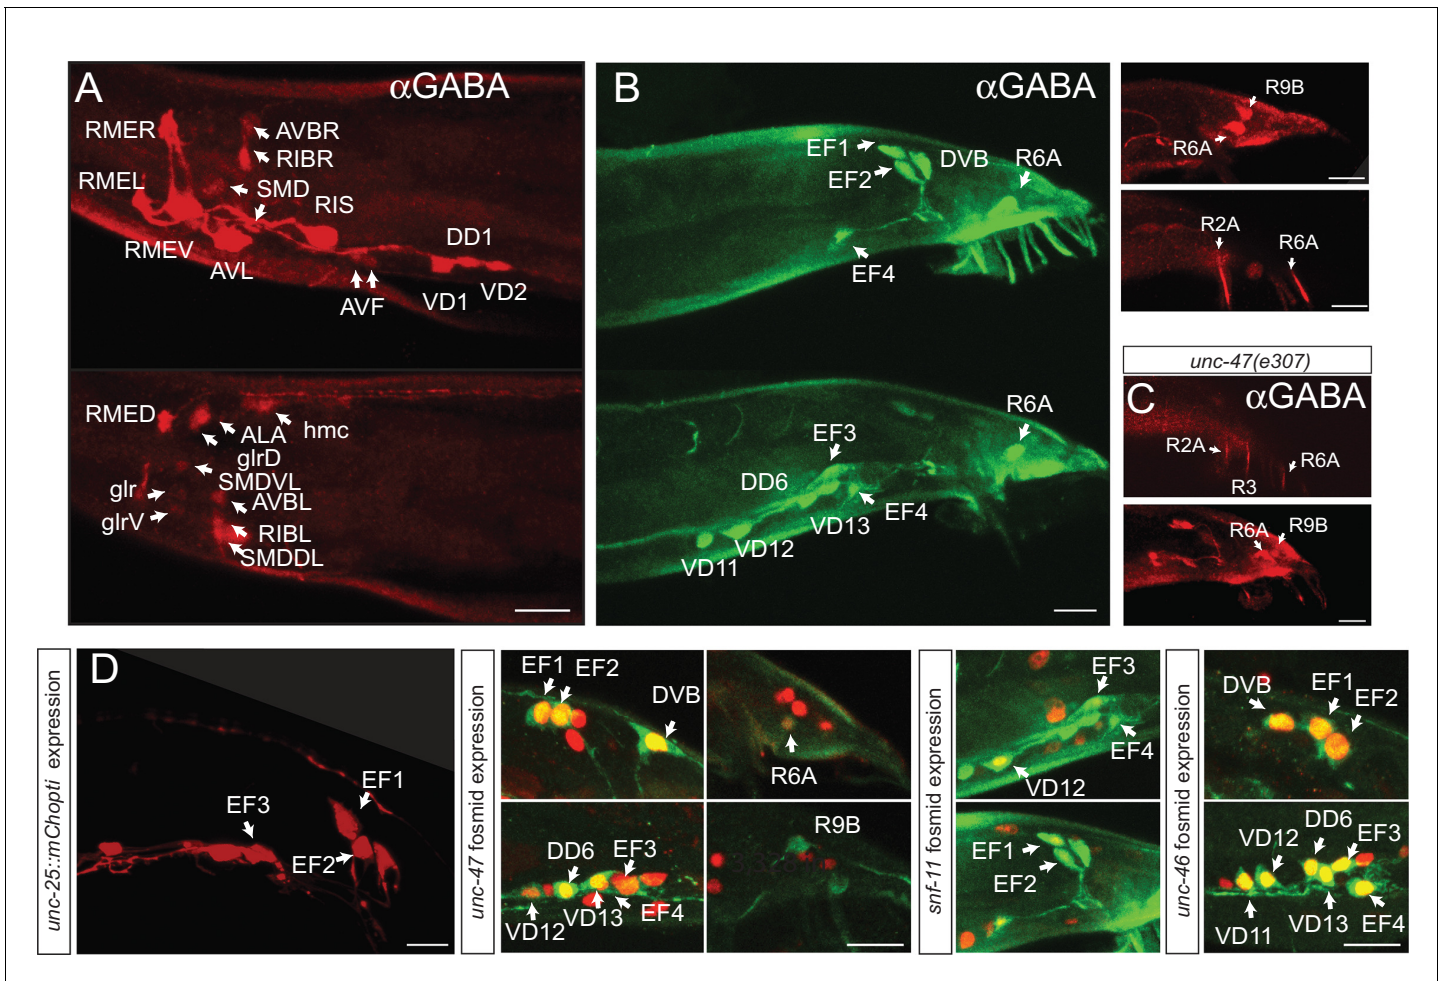 A
αGABA
RMER
AVBR
RIBR
RMEL
SMD
RIS
RMEV
AVL
DD1
AVF
VD1
VD2
RMED
ALA
hmc
glrD
SMDVL
glr
AVBL
glrV
RIBL
SMDDL
B
αGABA
EF1
DVB
R6A
EF2
EF4
R6A
EF3
DD6
EF4
VD13
VD12
VD11
R9B
R6A
R2A
R6A
unc-47(e307)
C
αGABA
R2A
R6A
R3
R6A
R9B
D
unc-25::mChopti expression
EF1
EF3
EF2
unc-47 fosmid expression
EF1
EF2
DVB
R6A
DD6
EF3
VD12
VD13
EF4
R9B
snf-11 fosmid expression
EF3
EF4
VD12
EF1
EF2
unc-46 fosmid expression
DVB
EF1
EF2
DD6
VD12
EF3
VD11
VD13
EF4